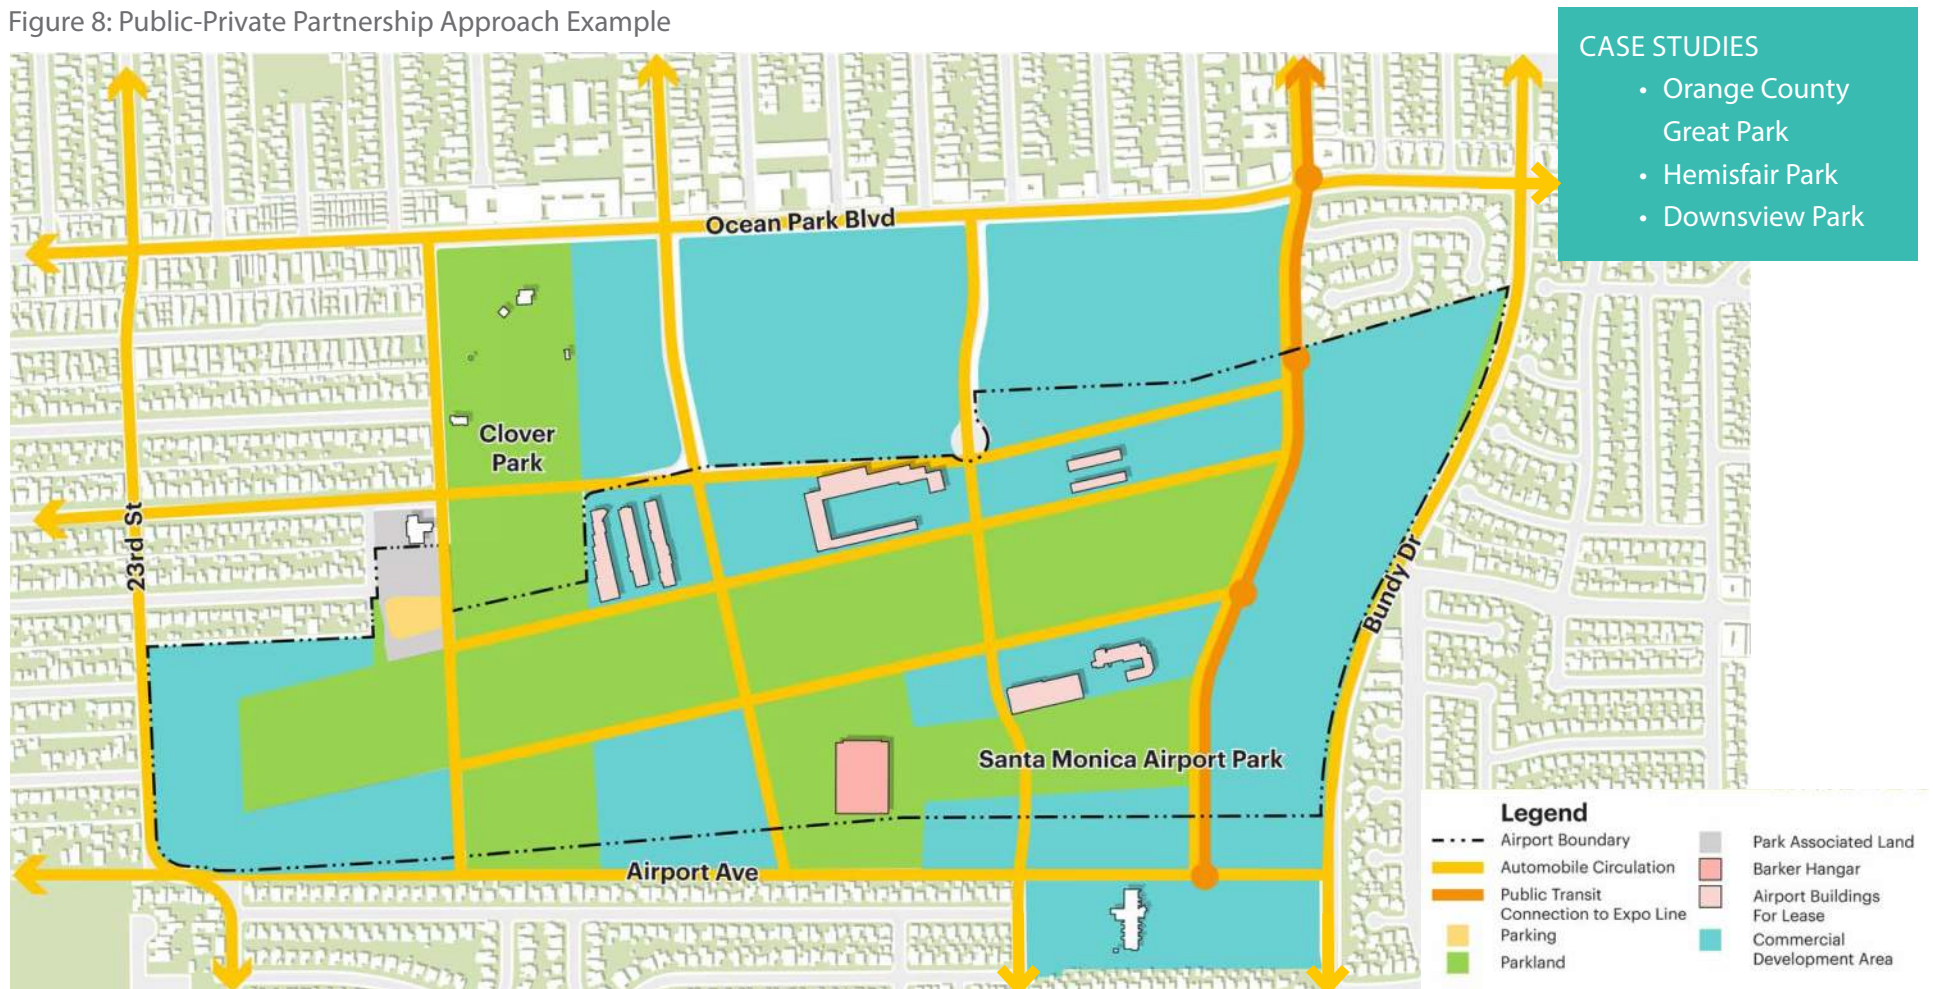 Figure 8: Public-Private Partnership Approach Example
CASE STUDIES
• Orange County
Great Park
• Hemisfair Park
• Downsview Park
Ocean Park Blvd
Clover
Park
23rd St
Bundy Dr
Santa Monica Airport Park
Airport Ave
Legend
Airport Boundary
Automobile Circulation
Public Transit
Connection to Expo Line
Parking
Parkland
Park Associated Land
Barker Hangar
Airport Buildings
For Lease
Commercial
Development Area